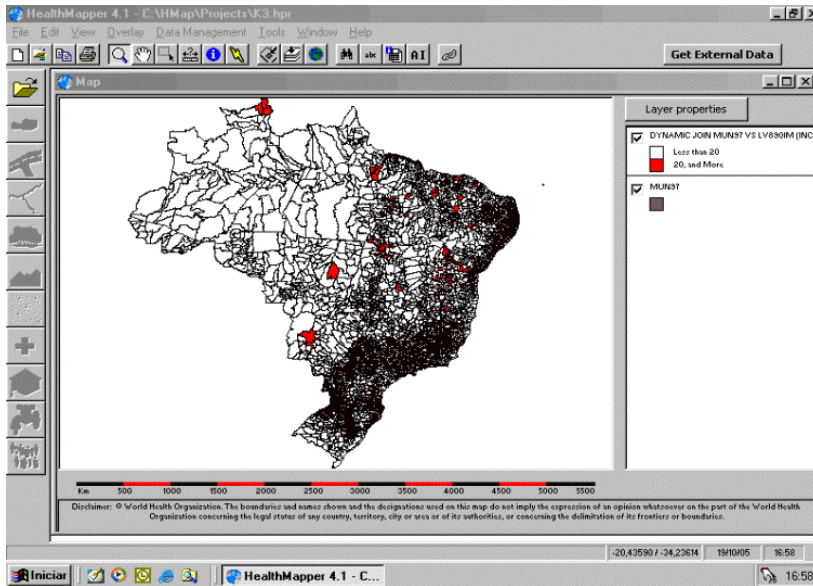 HealthMapper 4.1 - C:\HMap\Projects\K3.hpr
File Edit View Overlay Data Management Tools Window Help
abc AI Get External Data
Map
Layer properties
DYNAMIC JOIN MUN97 VS LV890IM (INC
Less than 20
20, and More
MUN97
Km 500 1000 1500 2000 2500 3000 3500 4000 4500 5000 5500
Disclaimer: © World Health Organization. The boundaries and names shown and the designations used on this map do not imply the expression of an opinion whatsoever on the part of the World Health
Organization concerning the legal status of any country, territory, city or area or of its authorities, or concerning the delimitation of its frontiers or boundaries.
-20,43590 / -34,23614 19/10/05 16:58
Iniciar HealthMapper 4.1 - C... 16:58